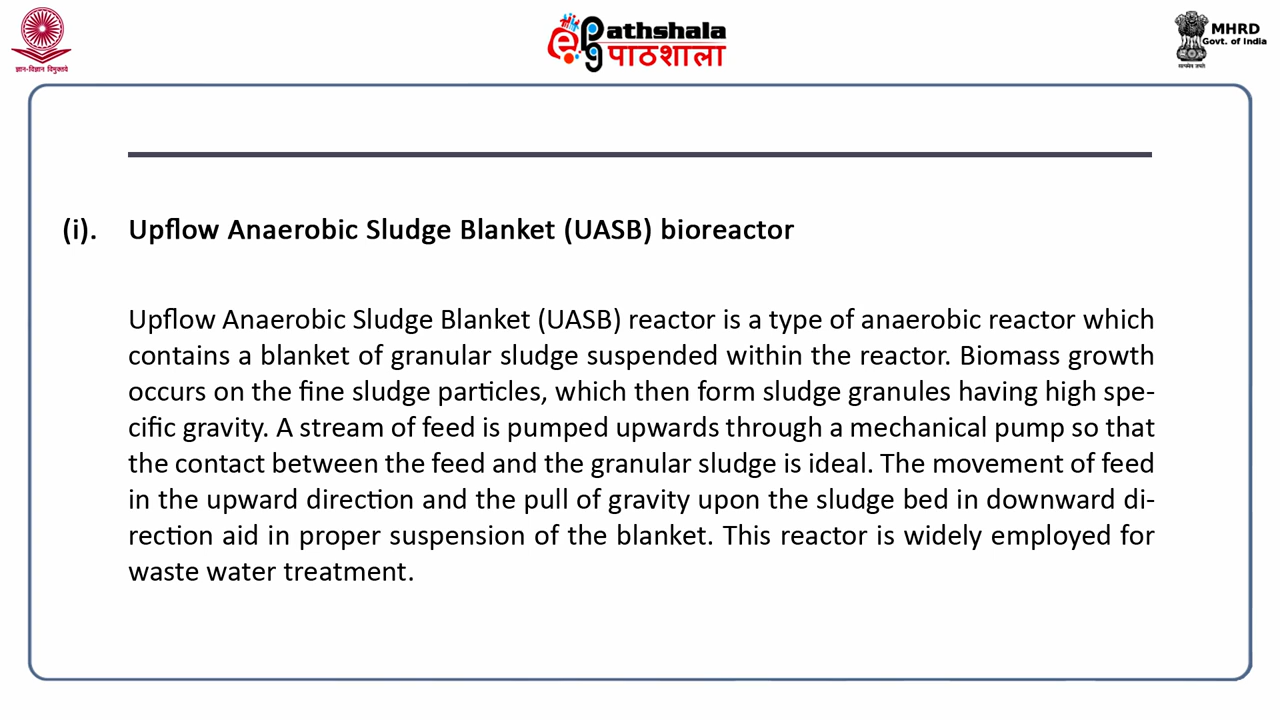 ज्ञान-विज्ञान विमुक्तये
ePG athshala
पाठशाला
MHRD
Govt. of India
सत्यमेव जयते
(i). Upflow Anaerobic Sludge Blanket (UASB) bioreactor
Upflow Anaerobic Sludge Blanket (UASB) reactor is a type of anaerobic reactor which
contains a blanket of granular sludge suspended within the reactor. Biomass growth
occurs on the fine sludge particles, which then form sludge granules having high spe-
cific gravity. A stream of feed is pumped upwards through a mechanical pump so that
the contact between the feed and the granular sludge is ideal. The movement of feed
in the upward direction and the pull of gravity upon the sludge bed in downward di-
rection aid in proper suspension of the blanket. This reactor is widely employed for
waste water treatment.